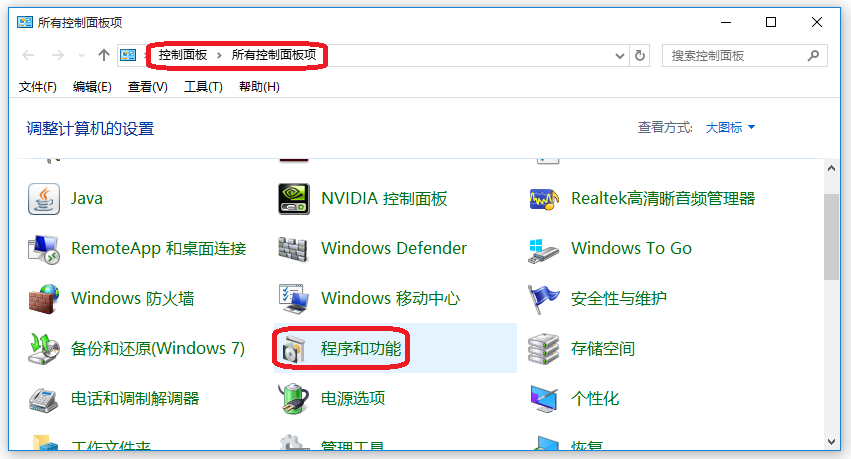 所有控制面板项
控制面板 › 所有控制面板项
搜索控制面板
文件(F) 编辑(E) 查看(V) 工具(T) 帮助(H)
调整计算机的设置
查看方式: 大图标
Java
NVIDIA 控制面板
Realtek高清晰音频管理器
RemoteApp 和桌面连接
Windows Defender
Windows To Go
Windows 防火墙
Windows 移动中心
安全性与维护
备份和还原(Windows 7)
程序和功能
存储空间
电话和调制解调器
电源选项
个性化
工作文件夹
管理工具
恢复